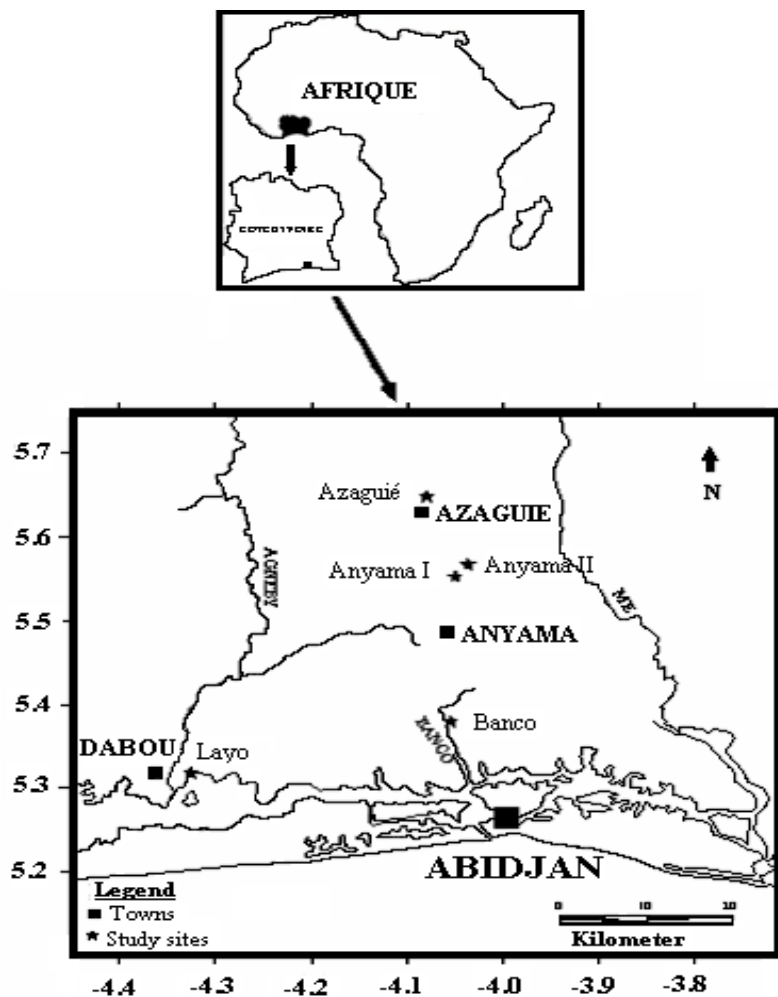 AFRIQUE
5.7
5.6
5.5
5.4
5.3
5.2
Azaguié
AZAGUIE
N
Anyama I
Anyama II
AGNEBY
ME
ANYAMA
BANCO
Banco
DABOU
Layo
ABIDJAN
Legend
Towns
Study sites
0 10 20
Kilometer
-4.4 -4.3 -4.2 -4.1 -4.0 -3.9 -3.8